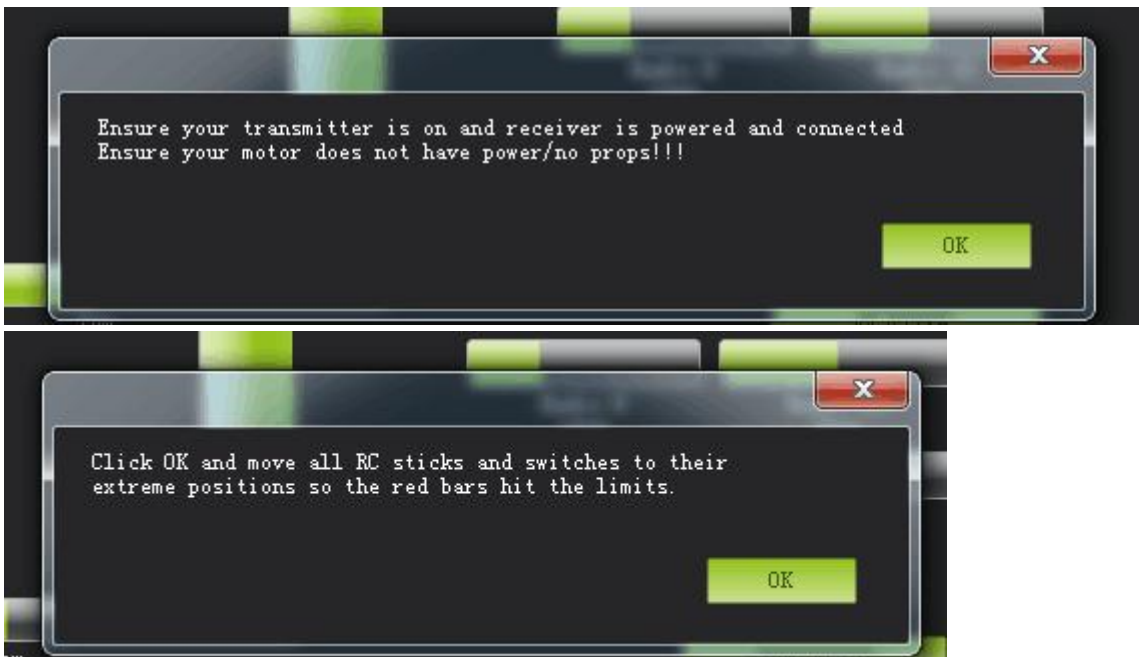 Ensure your transmitter is on and receiver is powered and connected
Ensure your motor does not have power/no props!!!
OK
Click OK and move all RC sticks and switches to their
extreme positions so the red bars hit the limits.
OK